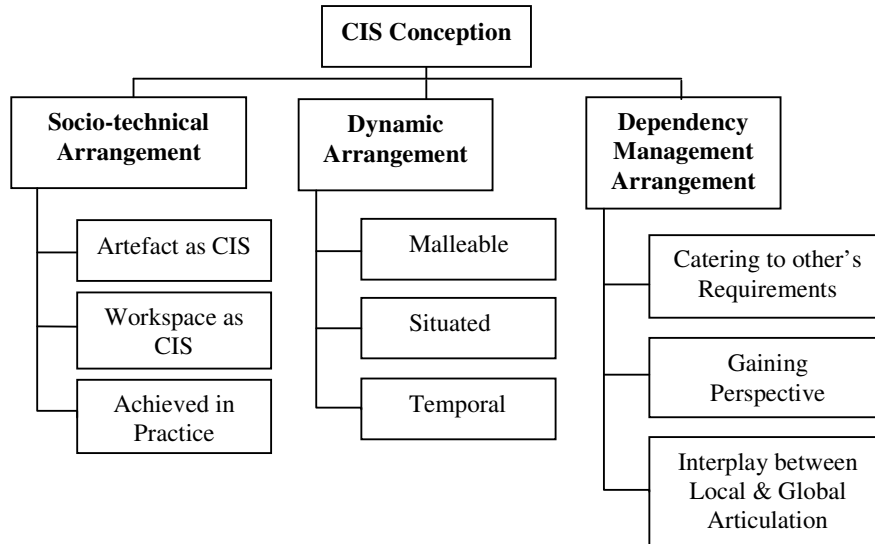 CIS Conception
Socio-technical
Arrangement
Artefact as CIS
Workspace as
CIS
Achieved in
Practice
Dynamic
Arrangement
Malleable
Situated
Temporal
Dependency
Management
Arrangement
Catering to other's
Requirements
Gaining
Perspective
Interplay between
Local & Global
Articulation